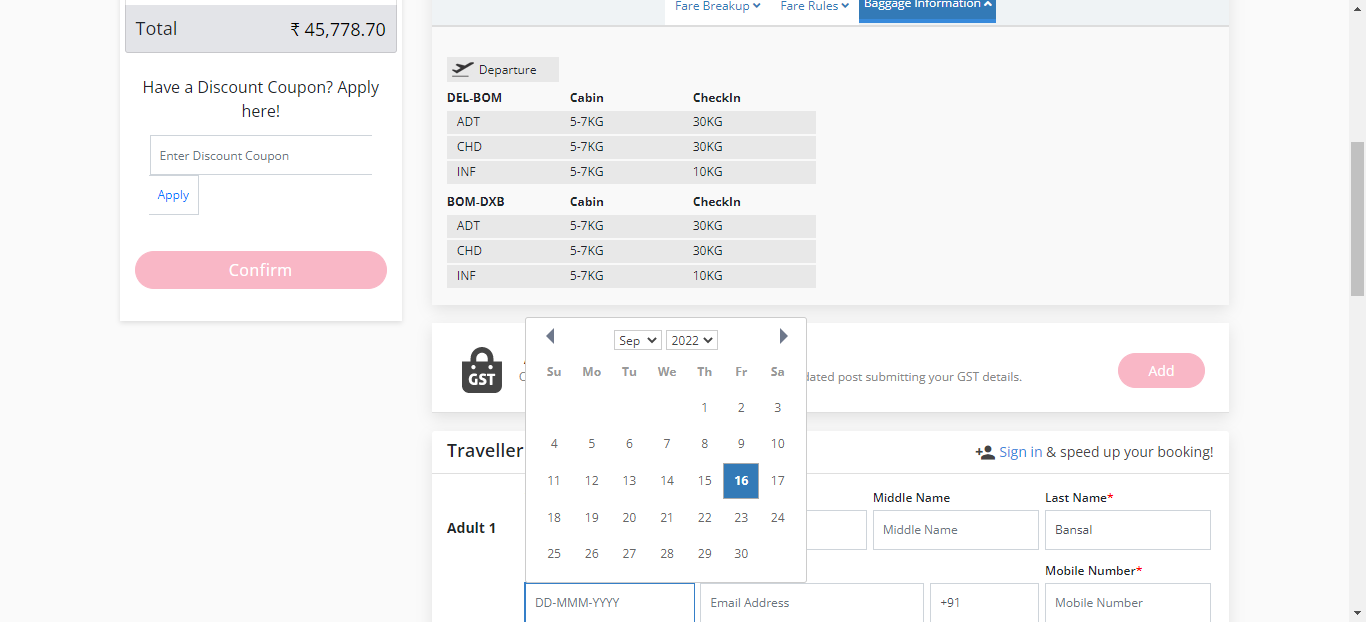 Total ₹ 45,778.70
Have a Discount Coupon? Apply
here!
Enter Discount Coupon
Apply
Confirm
Fare Breakup Fare Rules Baggage Information
Departure
DEL-BOM Cabin CheckIn
ADT 5-7KG 30KG
CHD 5-7KG 30KG
INF 5-7KG 10KG
BOM-DXB Cabin CheckIn
ADT 5-7KG 30KG
CHD 5-7KG 30KG
INF 5-7KG 10KG
GST
post submitting your GST details.
Add
Sep 2022
Su Mo Tu We Th Fr Sa
1 2 3
4 5 6 7 8 9 10
11 12 13 14 15 16 17
18 19 20 21 22 23 24
25 26 27 28 29 30
Traveller
Sign in & speed up your booking!
Adult 1
Middle Name Last Name*
Middle Name Bansal
Mobile Number*
DD-MMM-YYYY Email Address +91 Mobile Number